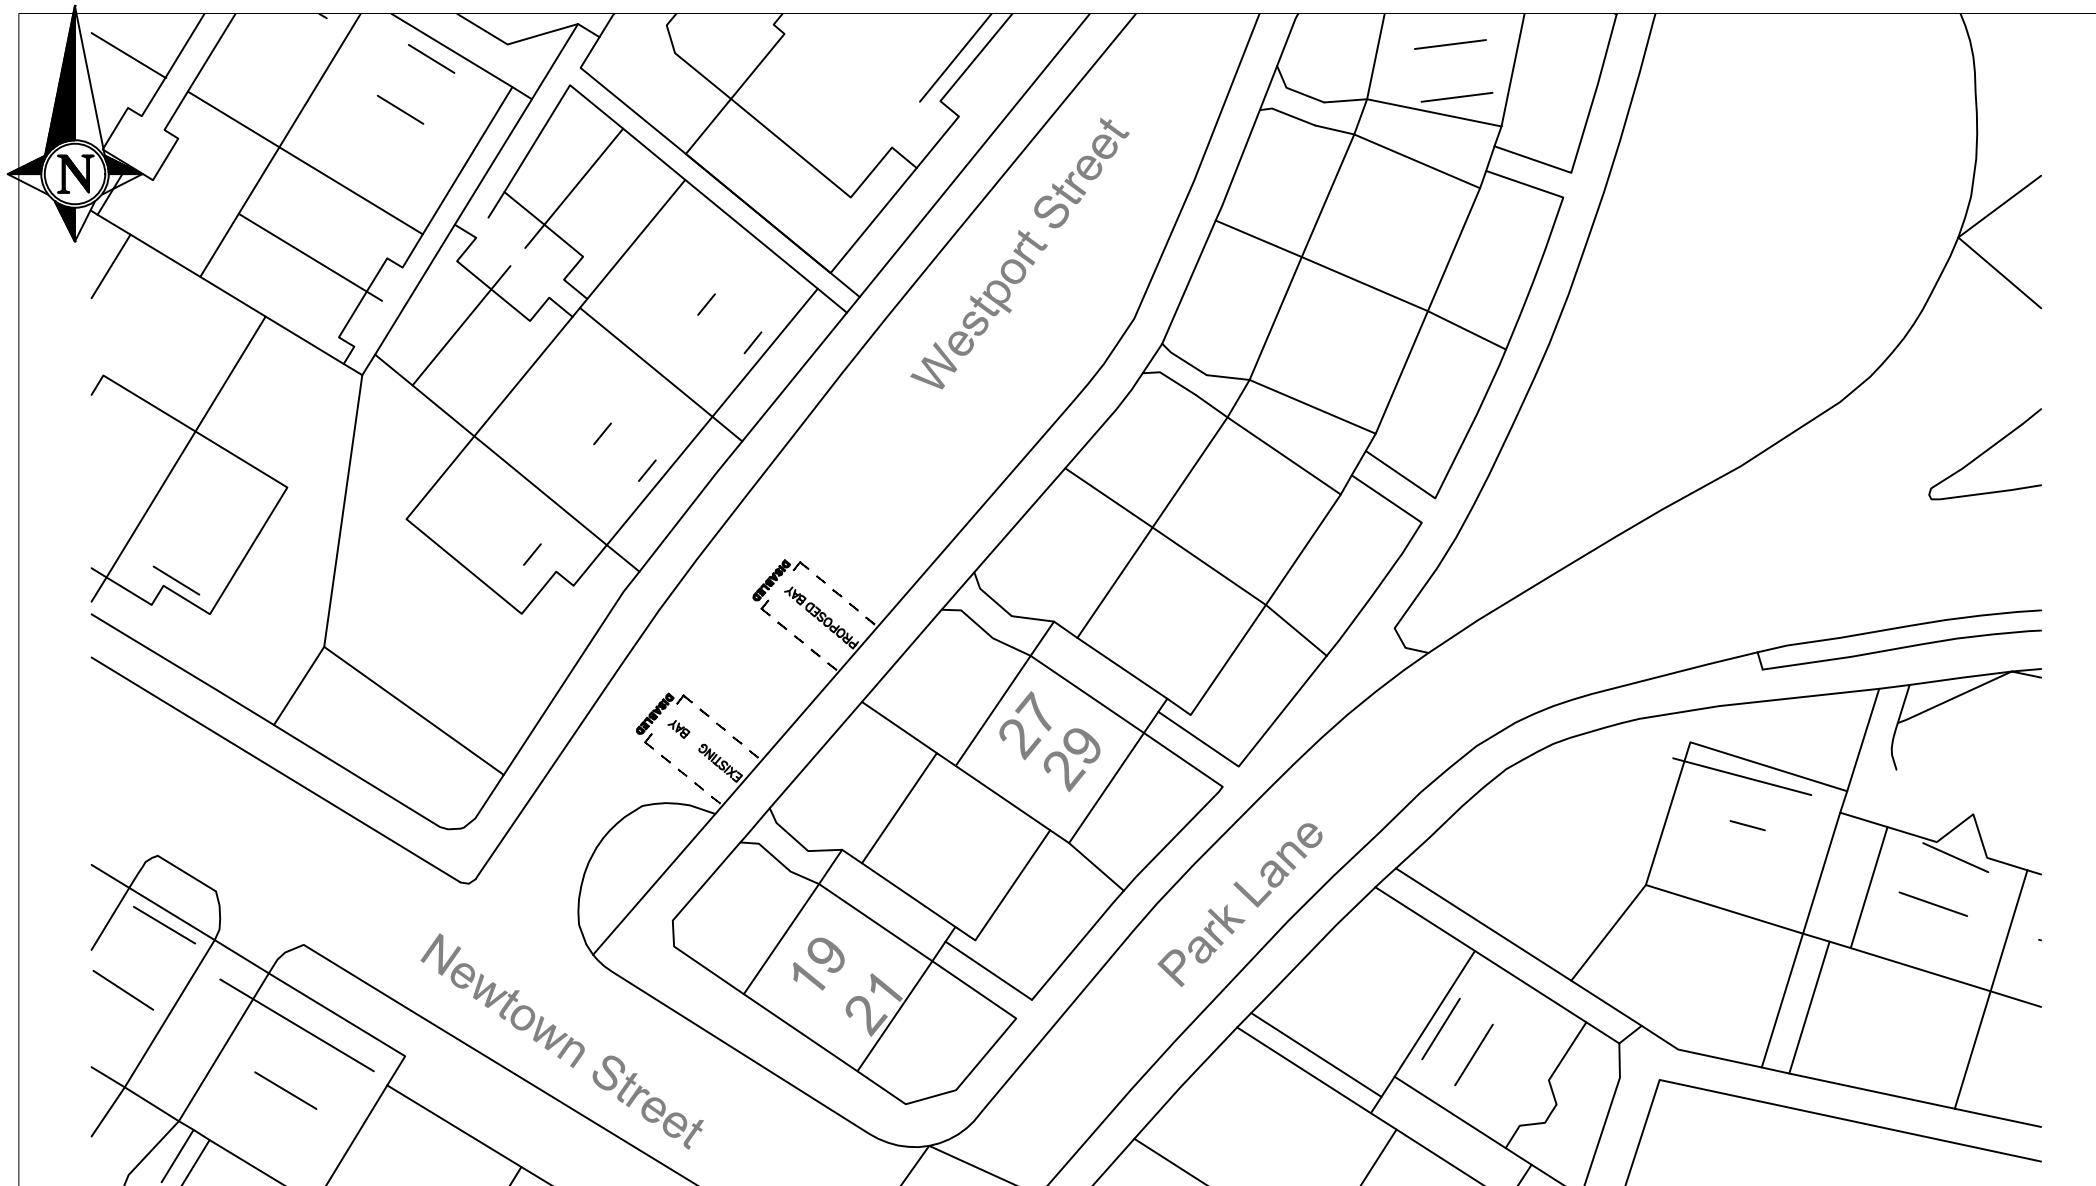 N
Westport Street
DISABLED
PROPOSED BAY
DISABLED
EXISTING BAY
27
29
19
21
Park Lane
Newtown Street